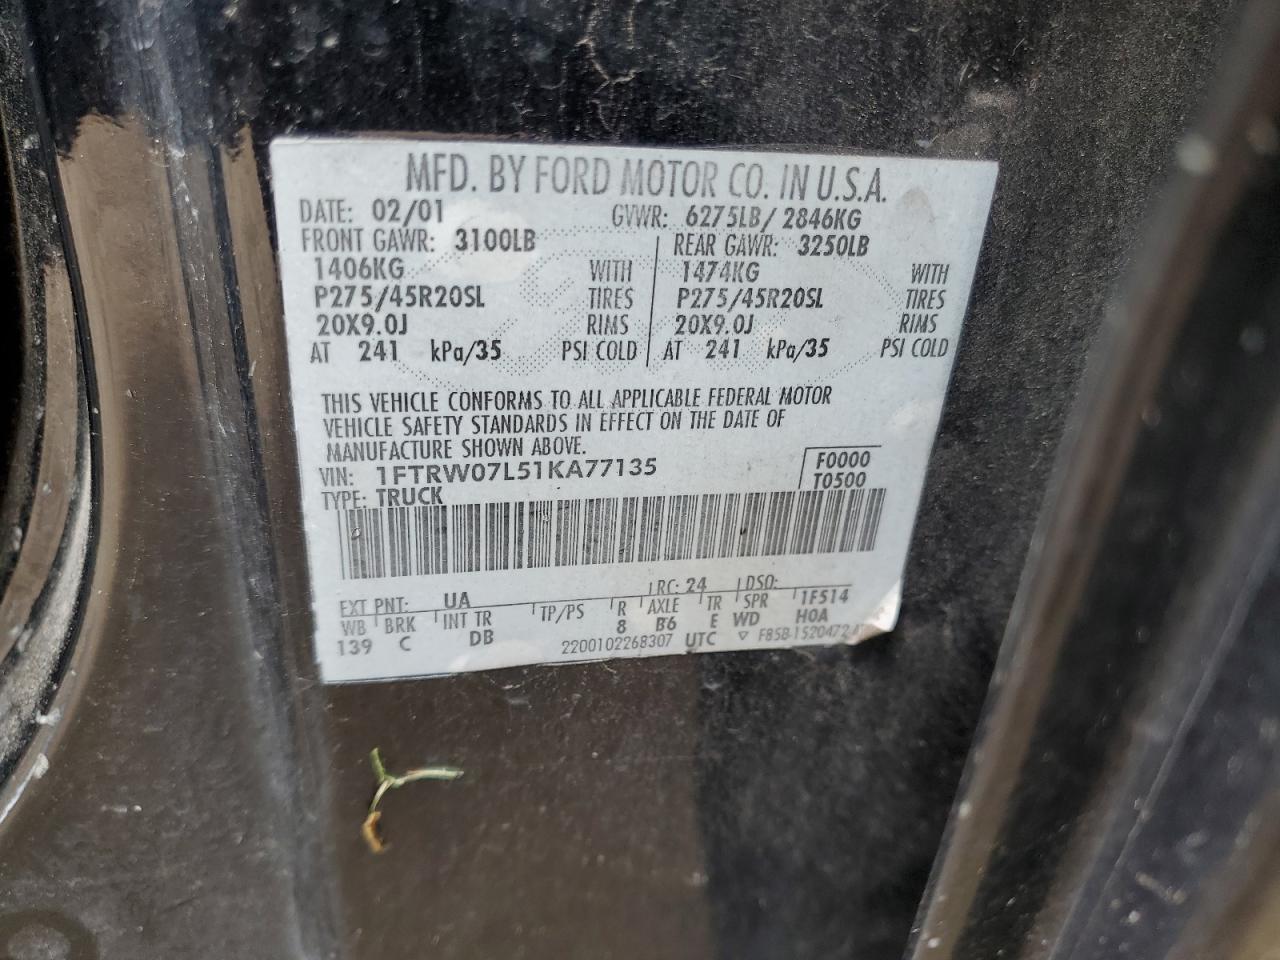 MFD. BY FORD MOTOR CO. IN U.S.A.
DATE: 02/01 GVWR: 6275LB/ 2846KG
FRONT GAWR: 3100LB REAR GAWR: 3250LB
1406KG WITH 1474KG WITH
P275/45R20SL TIRES P275/45R20SL TIRES
20X9.0J RIMS 20X9.0J RIMS
AT 241 kPa/35 PSI COLD AT 241 kPa/35 PSI COLD
THIS VEHICLE CONFORMS TO ALL APPLICABLE FEDERAL MOTOR
VEHICLE SAFETY STANDARDS IN EFFECT ON THE DATE OF
MANUFACTURE SHOWN ABOVE.
VIN: 1FTRW07L51KA77135 F0000
TYPE: TRUCK T0500
EXT PNT: UA RC: 24 DSO:
WB BRK INT TR TP/PS R AXLE TR SPR 1F514
139 C DB 8 B6 E WD HOA
2200102268307 UTC ▽ F85B-1520472-